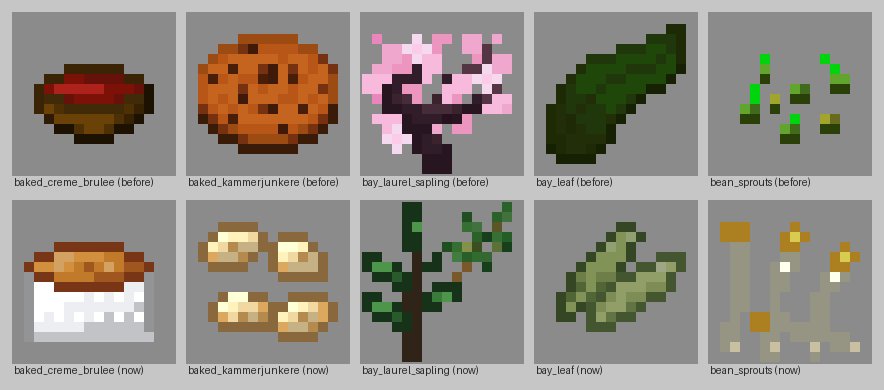 baked_creme_brulee (before)
baked_kammerjunkere (before)
bay_laurel_sapling (before)
bay_leaf (before)
bean_sprouts (before)
baked_creme_brulee (now)
baked_kammerjunkere (now)
bay_laurel_sapling (now)
bay_leaf (now)
bean_sprouts (now)